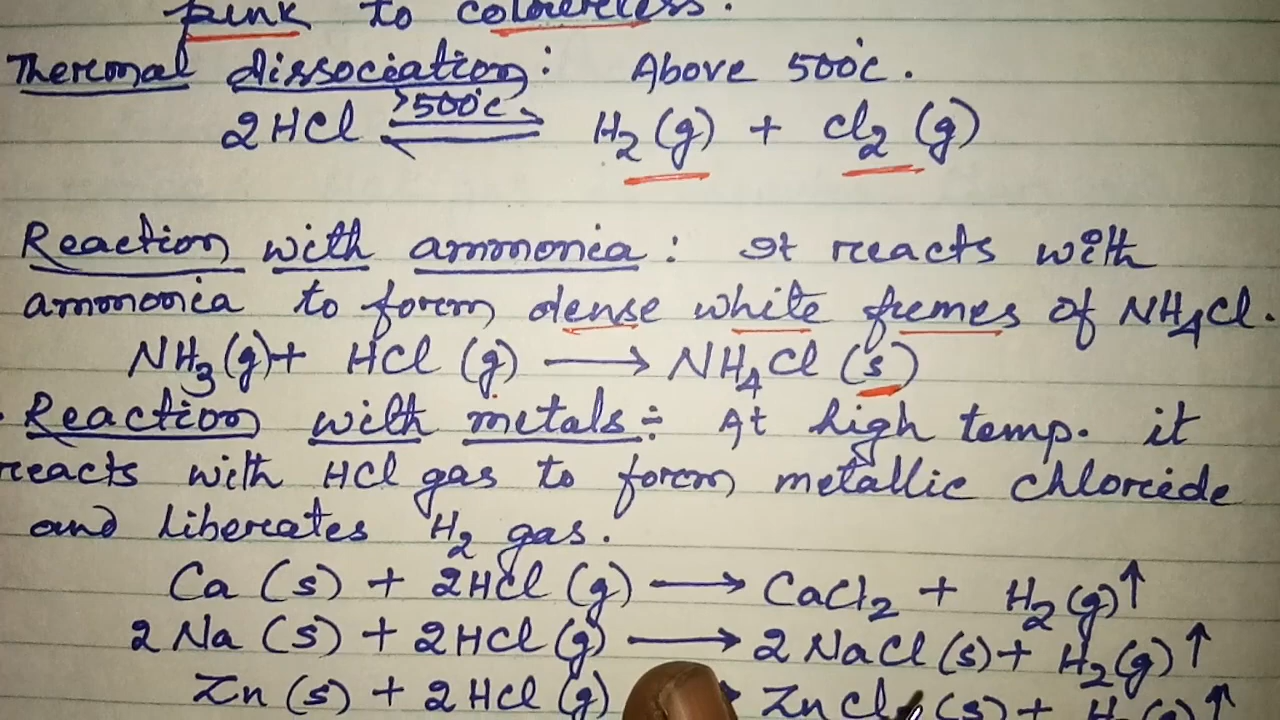 pink to colourless.
Thermal dissociation: Above 500°C.
2HCl >500°C ⇌ H₂(g) + Cl₂(g)
Reaction with ammonia: It reacts with
ammonia to form dense white fumes of NH₄Cl.
NH₃(g) + HCl(g) ⟶ NH₄Cl(s)
Reaction with metals:- At high temp. it
reacts with HCl gas to form metallic chloride
and liberates H₂ gas.
Ca(s) + 2HCl(g) ⟶ CaCl₂ + H₂(g)↑
2Na(s) + 2HCl(g) ⟶ 2NaCl(s) + H₂(g)↑
Zn(s) + 2HCl(g) ZnCl (s) + H (g)↑